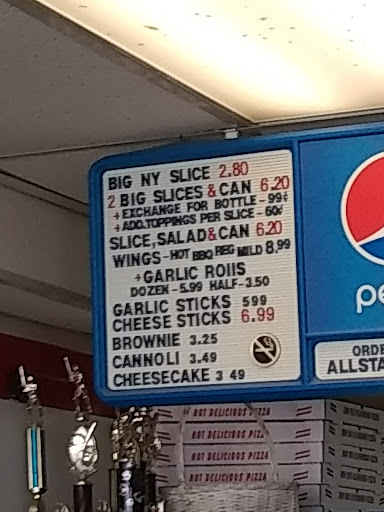 BIG NY SLICE 2.80
2 BIG SLICES & CAN 6.20
+ EXCHANGE FOR BOTTLE - 99¢
+ ADD.TOPPINGS PER SLICE - 60¢
SLICE,SALAD&CAN 6.20
WINGS-HOT BBQ REG MILD 8.99
+ GARLIC ROllS
DOZEN - 5.99 HALF-3.50
GARLIC STICKS 599
CHEESE STICKS 6.99
BROWNIE 3.25
CANNOLI 3.49
CHEESECAKE 3 49
pe
ORDE
ALLSTA
HOT DELICIOUS PIZZA
HOT DELICIOUS PIZZA
HOT DELICIOUS PIZZA
HOT DELICIOUS PIZZA